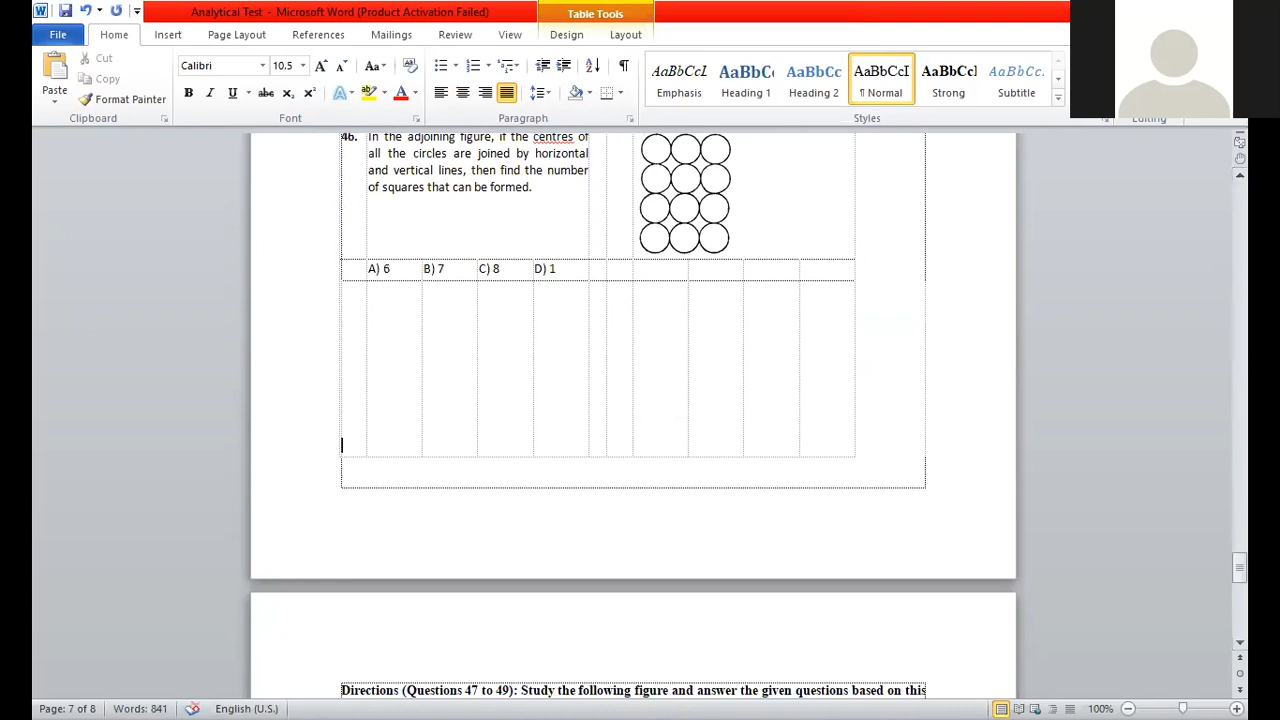 Analytical Test - Microsoft Word (Product Activation Failed)
Table Tools
File
Home
Insert
Page Layout
References
Mailings
Review
View
Design
Layout
Paste
Cut
Copy
Format Painter
Clipboard
Calibri
10.5
Font
Paragraph
AaBbCcI
Emphasis
AaBbC
Heading 1
AaBbCc
Heading 2
AaBbCcI
¶ Normal
AaBbCcI
Strong
AaBbCc.
Subtitle
Styles
Editing
46. In the adjoining figure, if the centres of
all the circles are joined by horizontal
and vertical lines, then find the number
of squares that can be formed.
A) 6 B) 7 C) 8 D) 1
Directions (Questions 47 to 49): Study the following figure and answer the given questions based on this
Page: 7 of 8
Words: 841
English (U.S.)
100%